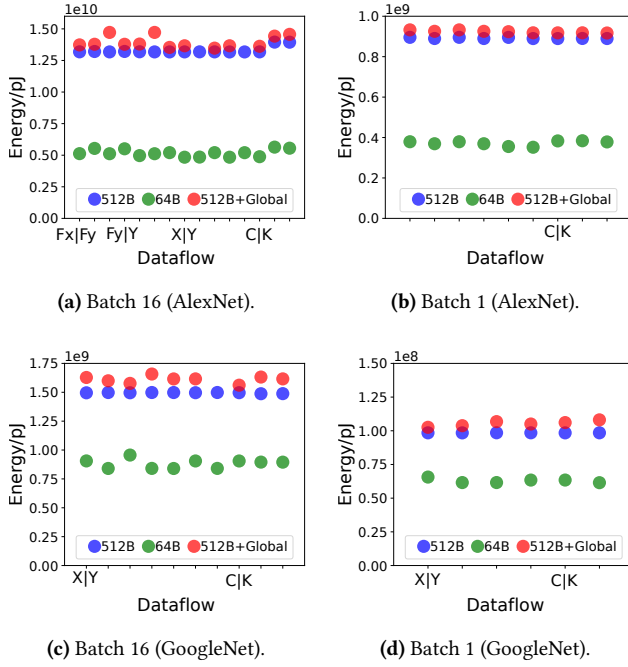 1e10
Energy/pJ
1.50
1.25
1.00
0.75
0.50
0.25
0.00
512B 64B 512B+Global
Fx|Fy Fy|Y X|Y C|K
Dataflow
(a) Batch 16 (AlexNet).
1e9
Energy/pJ
1.0
0.8
0.6
0.4
0.2
0.0
512B 64B 512B+Global
C|K
Dataflow
(b) Batch 1 (AlexNet).
1e9
Energy/pJ
1.75
1.50
1.25
1.00
0.75
0.50
0.25
0.00
512B 64B 512B+Global
X|Y C|K
Dataflow
(c) Batch 16 (GoogleNet).
1e8
Energy/pJ
1.50
1.25
1.00
0.75
0.50
0.25
0.00
512B 64B 512B+Global
X|Y C|K
Dataflow
(d) Batch 1 (GoogleNet).